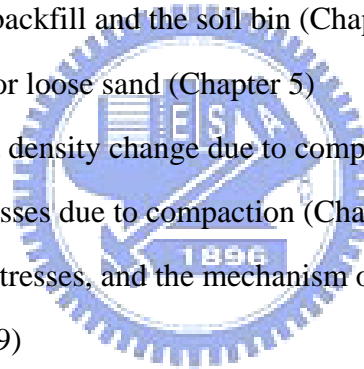 backfill and the soil bin (Chap
or loose sand (Chapter 5)
density change due to comp
sses due to compaction (Cha
tresses, and the mechanism o
9)
E S A
1896